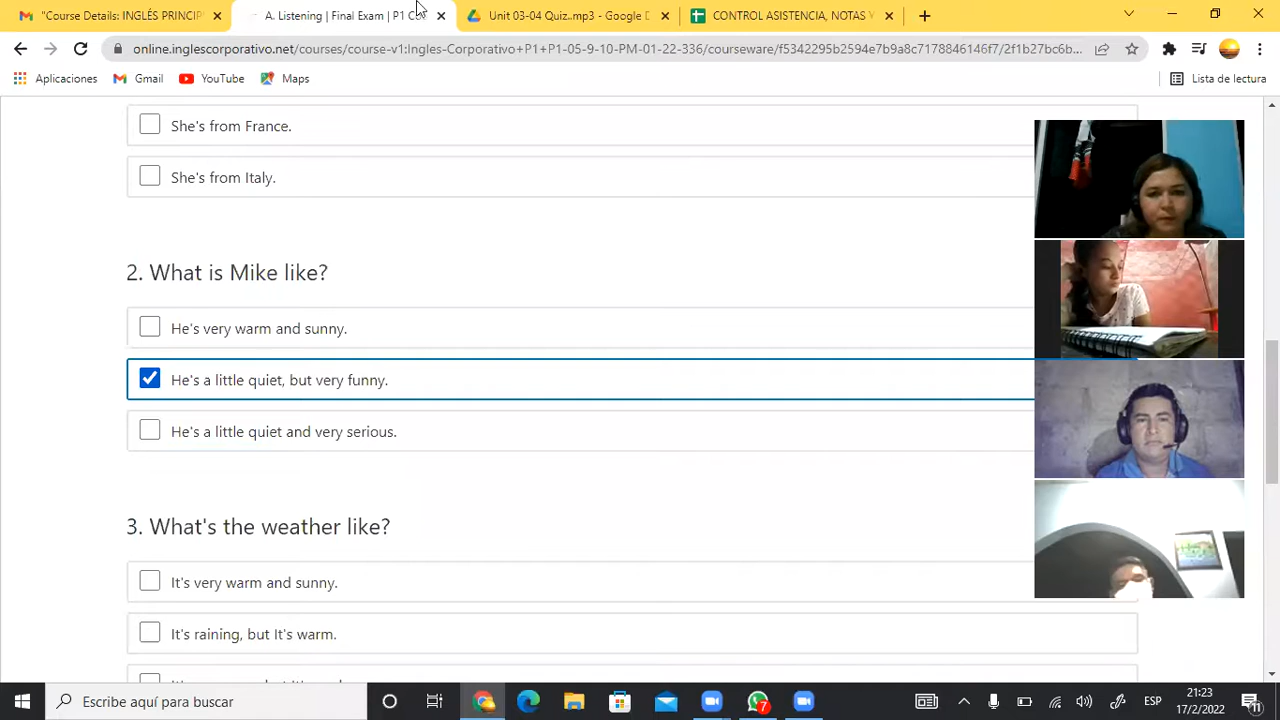 "Course Details: INGLÉS PRINCIP
A. Listening | Final Exam | P1 C
Unit 03-04 Quiz..mp3 - Google D
CONTROL ASISTENCIA, NOTAS Y
online.inglescorporativo.net/courses/course-v1:Ingles-Corporativo+P1+P1-05-9-10-PM-01-22-336/courseware/f5342295b2594e7b9a8c7178846146f7/2f1b27bc6b...
Aplicaciones
Gmail
YouTube
Maps
Lista de lectura
She's from France.
She's from Italy.
2. What is Mike like?
He's very warm and sunny.
He's a little quiet, but very funny.
He's a little quiet and very serious.
3. What's the weather like?
It's very warm and sunny.
It's raining, but It's warm.
Escribe aquí para buscar
7
ESP
21:23
17/2/2022
11